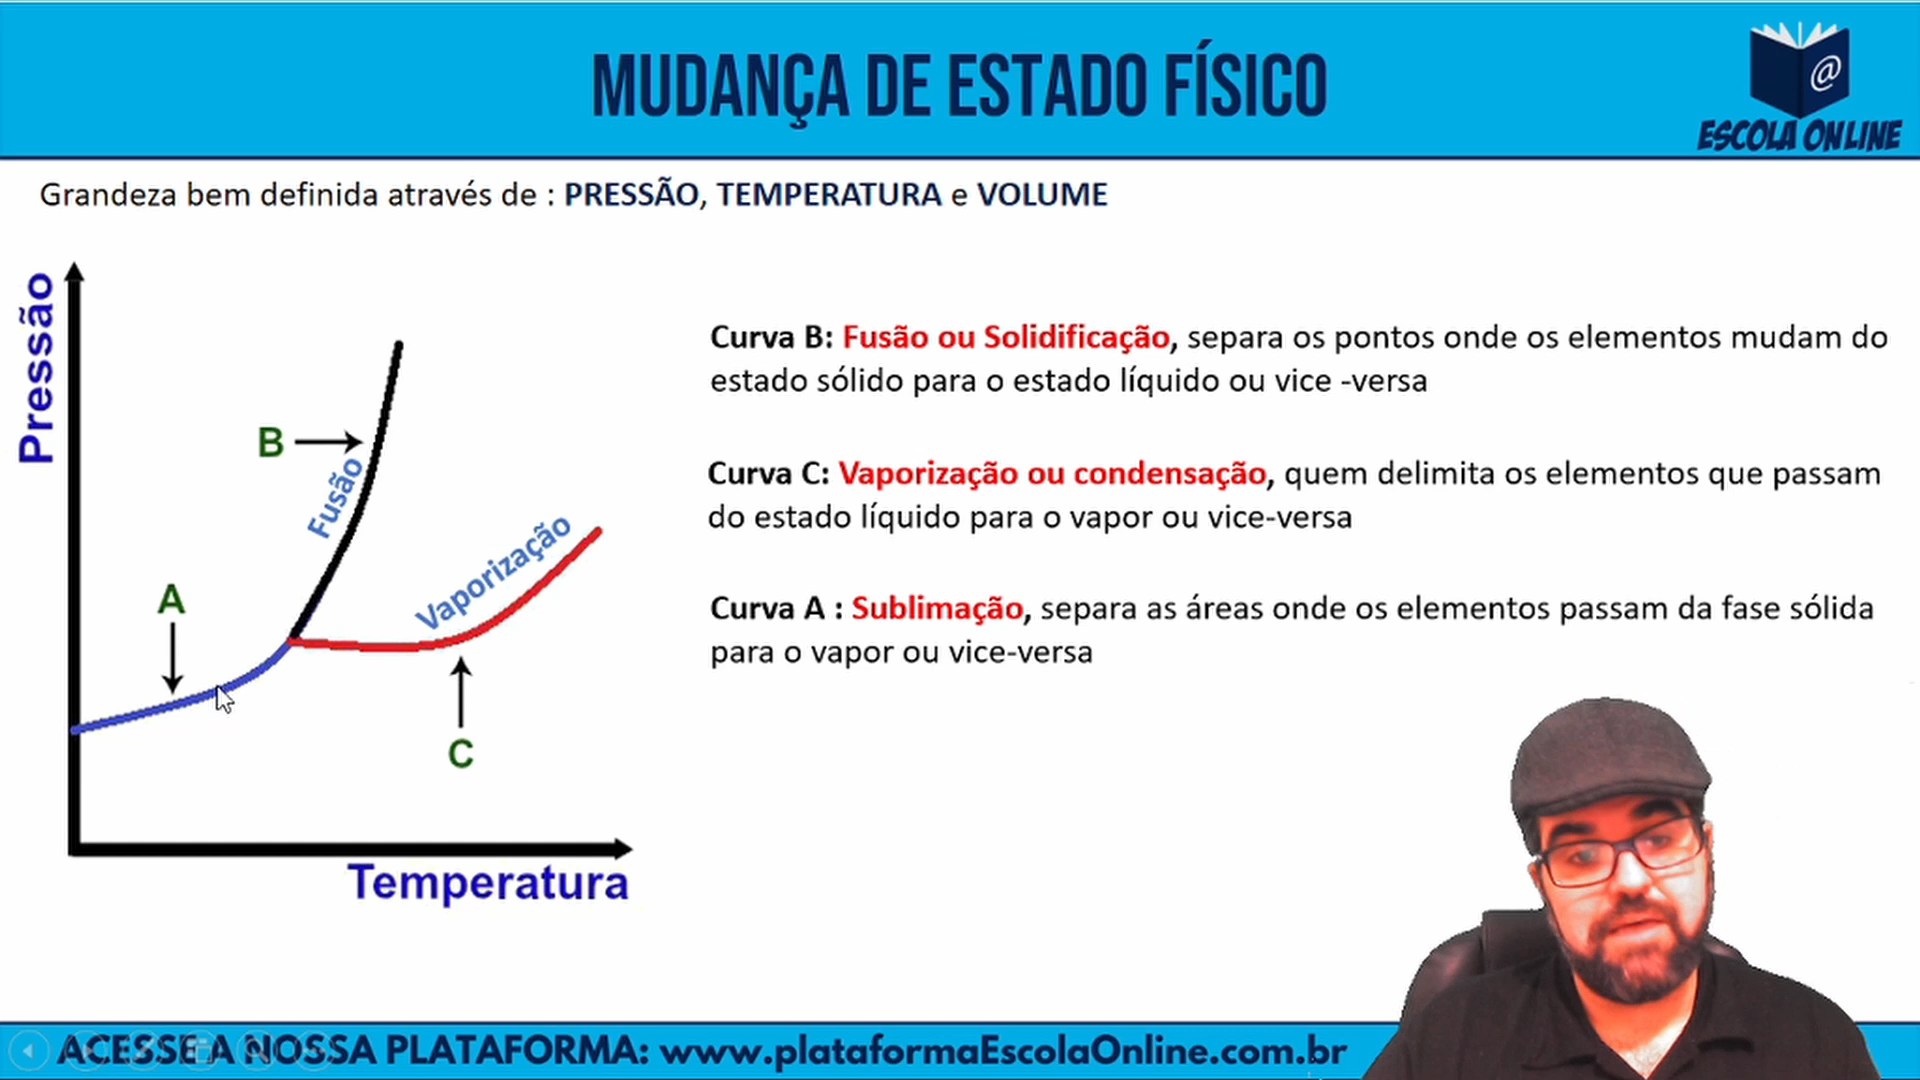 MUDANÇA DE ESTADO FÍSICO
@
ESCOLA ONLINE
Grandeza bem definida através de : PRESSÃO, TEMPERATURA e VOLUME
Pressão
B
Fusão
Vaporização
A
C
Temperatura
Curva B: Fusão ou Solidificação, separa os pontos onde os elementos mudam do
estado sólido para o estado líquido ou vice -versa
Curva C: Vaporização ou condensação, quem delimita os elementos que passam
do estado líquido para o vapor ou vice-versa
Curva A : Sublimação, separa as áreas onde os elementos passam da fase sólida
para o vapor ou vice-versa
ACESSE A NOSSA PLATAFORMA: www.plataformaEscolaOnline.com.br